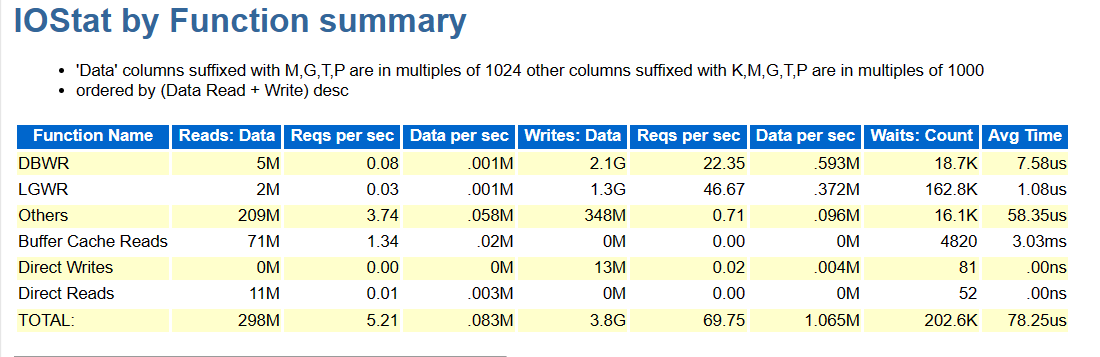 IOStat by Function summary
• 'Data' columns suffixed with M,G,T,P are in multiples of 1024 other columns suffixed with K,M,G,T,P are in multiples of 1000
• ordered by (Data Read + Write) desc
Function Name Reads: Data Reqs per sec Data per sec Writes: Data Reqs per sec Data per sec Waits: Count Avg Time
DBWR 5M 0.08 .001M 2.1G 22.35 .593M 18.7K 7.58us
LGWR 2M 0.03 .001M 1.3G 46.67 .372M 162.8K 1.08us
Others 209M 3.74 .058M 348M 0.71 .096M 16.1K 58.35us
Buffer Cache Reads 71M 1.34 .02M 0M 0.00 0M 4820 3.03ms
Direct Writes 0M 0.00 0M 13M 0.02 .004M 81 .00ns
Direct Reads 11M 0.01 .003M 0M 0.00 0M 52 .00ns
TOTAL: 298M 5.21 .083M 3.8G 69.75 1.065M 202.6K 78.25us